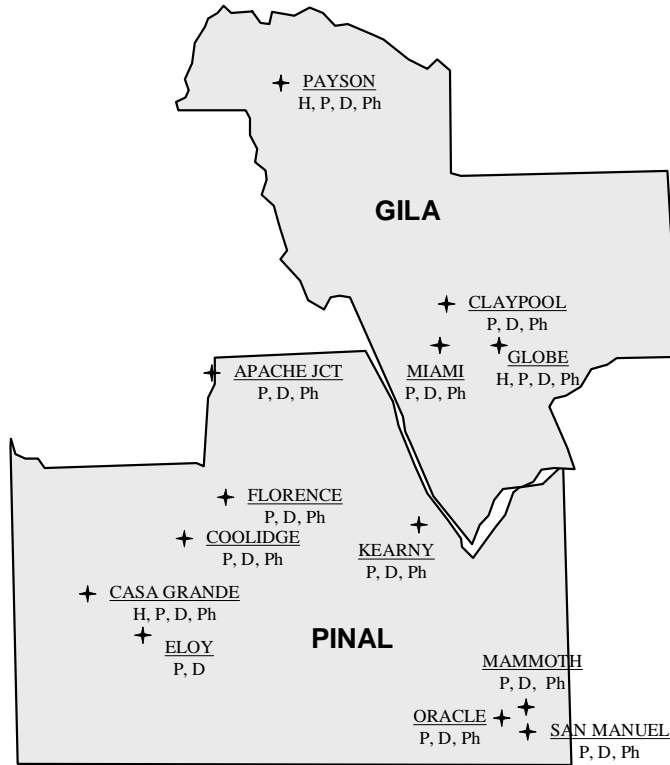 PAYSON
H, P, D, Ph
GILA
CLAYPOOL
P, D, Ph
GLOBE
H, P, D, Ph
MIAMI
P, D, Ph
APACHE JCT
P, D, Ph
FLORENCE
P, D, Ph
COOLIDGE
P, D, Ph
KEARNY
P, D, Ph
CASA GRANDE
H, P, D, Ph
ELOY
P, D
PINAL
MAMMOTH
P, D, Ph
ORACLE
P, D, Ph
SAN MANUEL
P, D, Ph